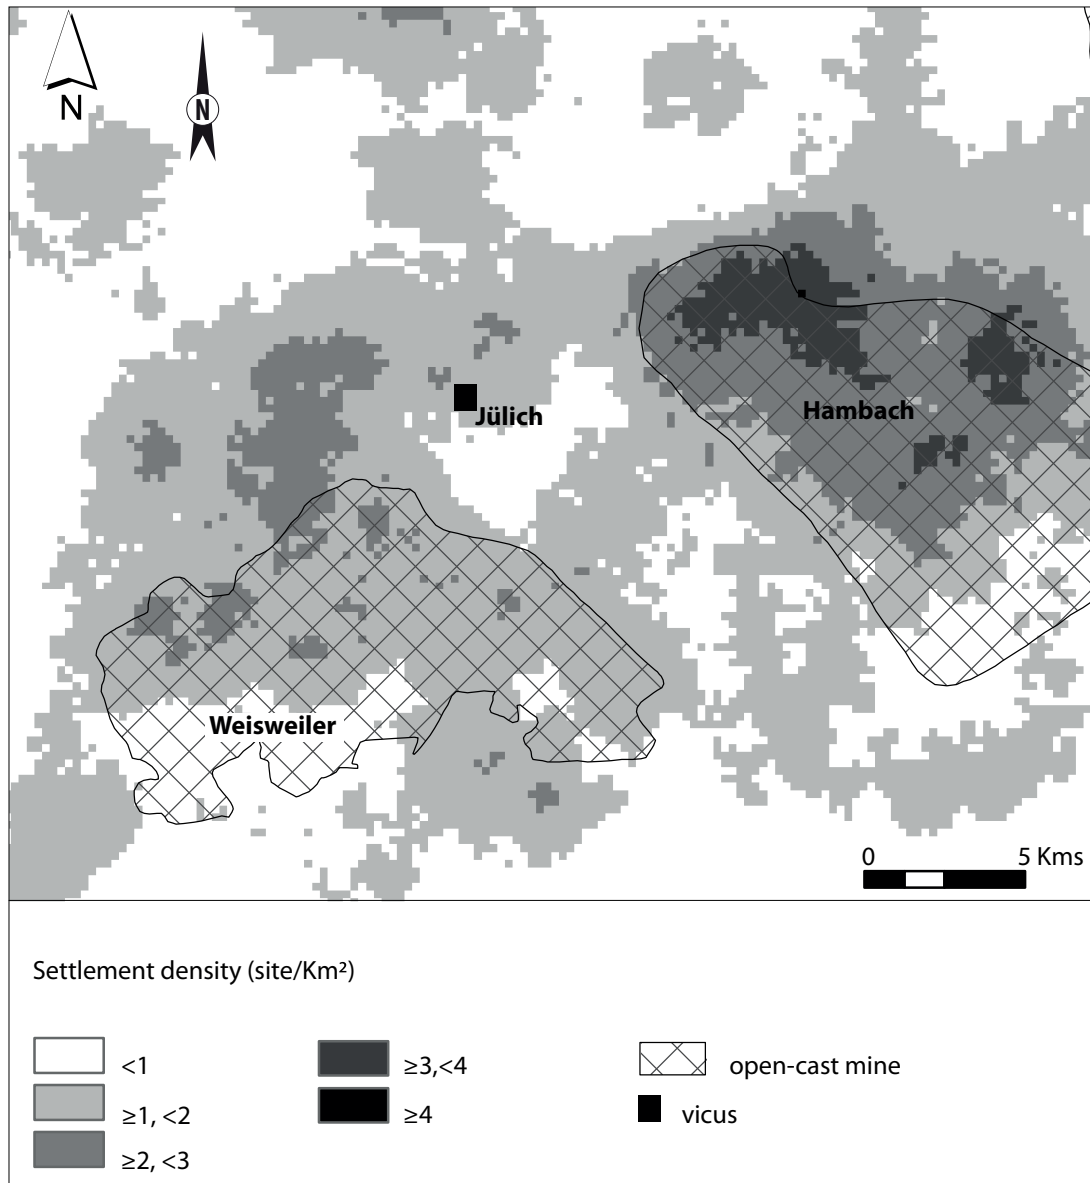 N
N
Jülich
Hambach
Weisweiler
0 5 Kms
Settlement density (site/Km²)
<1
≥1, <2
≥2, <3
≥3,<4
≥4
open-cast mine
vicus